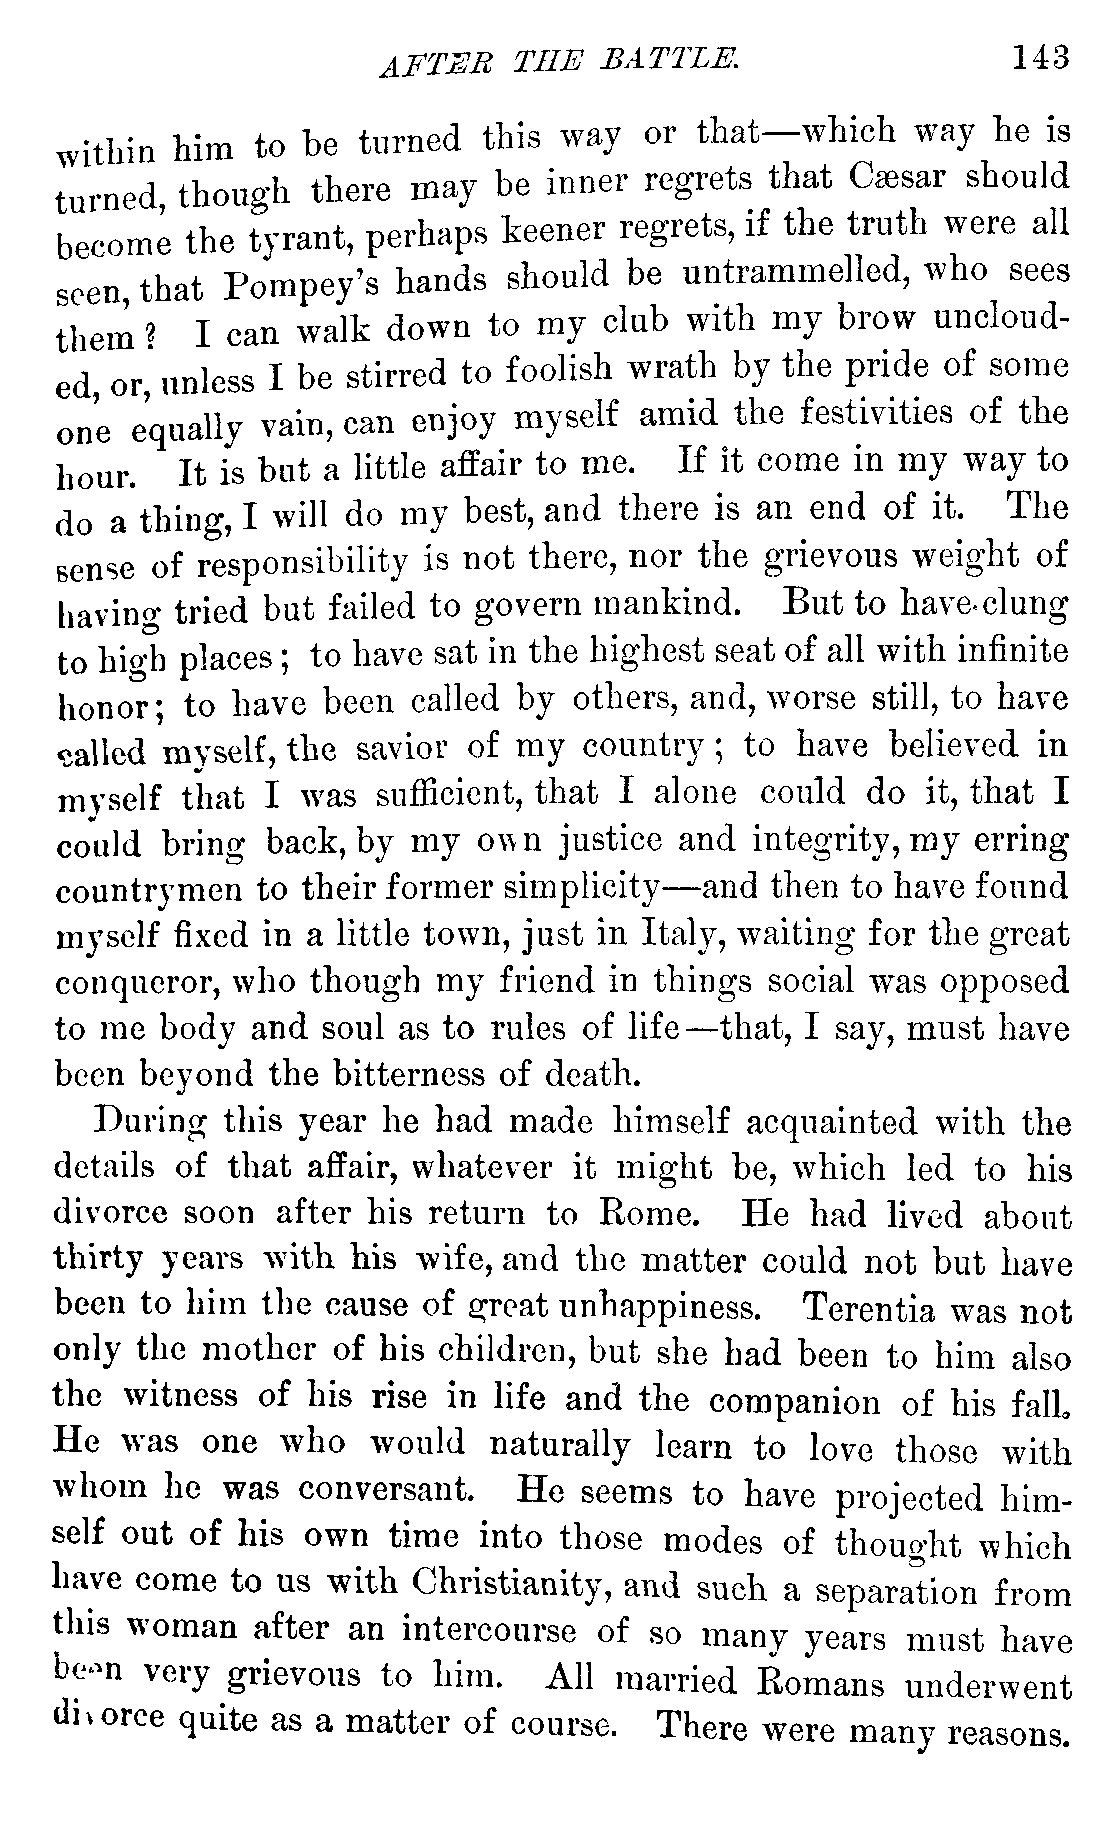 AFTER THE BATTLE. 143
within him to be turned this way or that—which way he is
turned, though there may be inner regrets that Cæsar should
become the tyrant, perhaps keener regrets, if the truth were all
seen, that Pompey's hands should be untrammelled, who sees
them? I can walk down to my club with my brow uncloud-
ed, or, unless I be stirred to foolish wrath by the pride of some
one equally vain, can enjoy myself amid the festivities of the
hour. It is but a little affair to me. If it come in my way to
do a thing, I will do my best, and there is an end of it. The
sense of responsibility is not there, nor the grievous weight of
having tried but failed to govern mankind. But to have clung
to high places; to have sat in the highest seat of all with infinite
honor; to have been called by others, and, worse still, to have
called myself, the savior of my country; to have believed in
myself that I was sufficient, that I alone could do it, that I
could bring back, by my own justice and integrity, my erring
countrymen to their former simplicity—and then to have found
myself fixed in a little town, just in Italy, waiting for the great
conqueror, who though my friend in things social was opposed
to me body and soul as to rules of life—that, I say, must have
been beyond the bitterness of death.
During this year he had made himself acquainted with the
details of that affair, whatever it might be, which led to his
divorce soon after his return to Rome. He had lived about
thirty years with his wife, and the matter could not but have
been to him the cause of great unhappiness. Terentia was not
only the mother of his children, but she had been to him also
the witness of his rise in life and the companion of his fall.
He was one who would naturally learn to love those with
whom he was conversant. He seems to have projected him-
self out of his own time into those modes of thought which
have come to us with Christianity, and such a separation from
this woman after an intercourse of so many years must have
been very grievous to him. All married Romans underwent
divorce quite as a matter of course. There were many reasons.